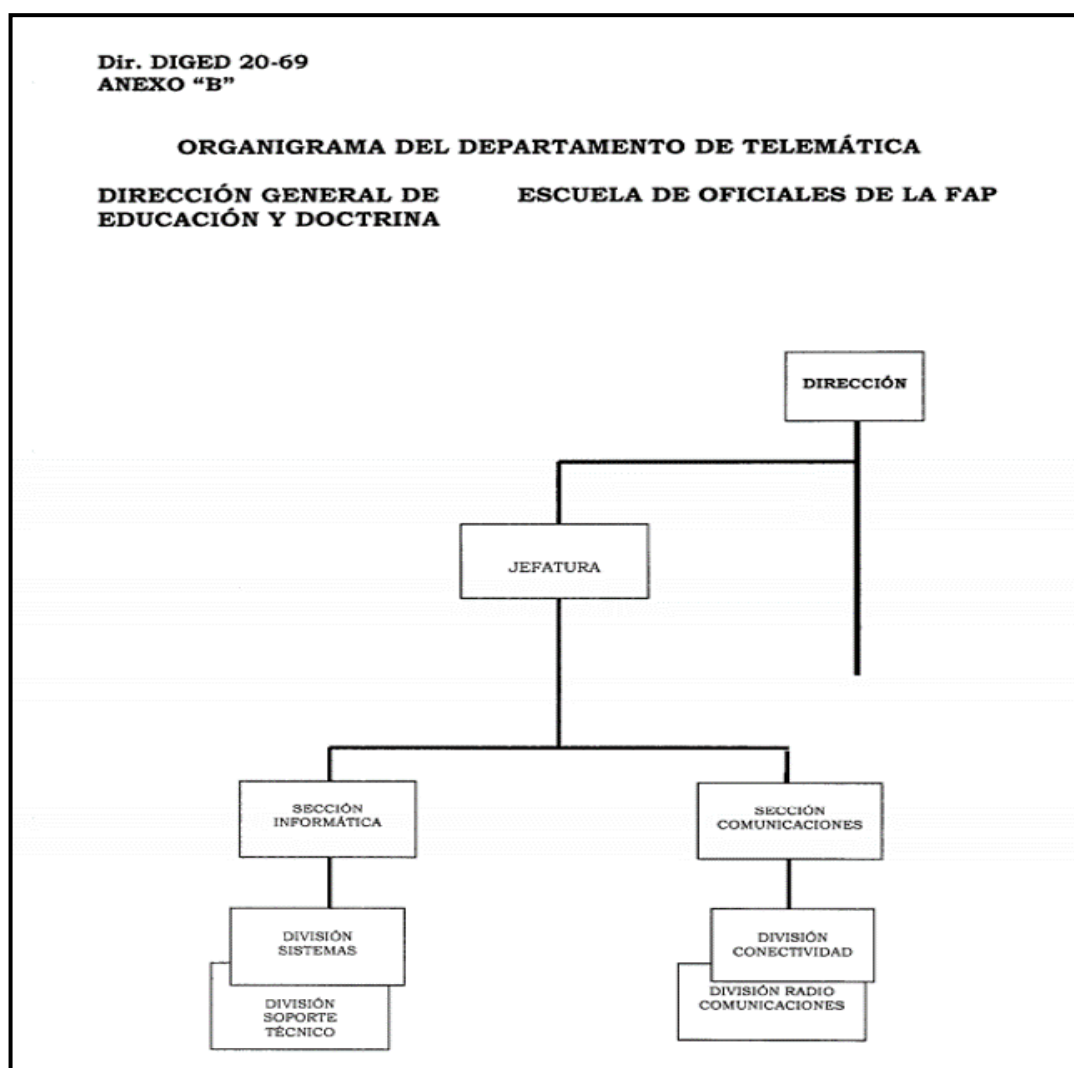 Dir. DIGED 20-69
ANEXO “B”
ORGANIGRAMA DEL DEPARTAMENTO DE TELEMÁTICA
DIRECCIÓN GENERAL DE
EDUCACIÓN Y DOCTRINA
ESCUELA DE OFICIALES DE LA FAP
DIRECCIÓN
JEFATURA
SECCIÓN
INFORMÁTICA
SECCIÓN
COMUNICACIONES
DIVISIÓN
SISTEMAS
DIVISIÓN
CONECTIVIDAD
DIVISIÓN
SOPORTE
TÉCNICO
DIVISIÓN RADIO
COMUNICACIONES